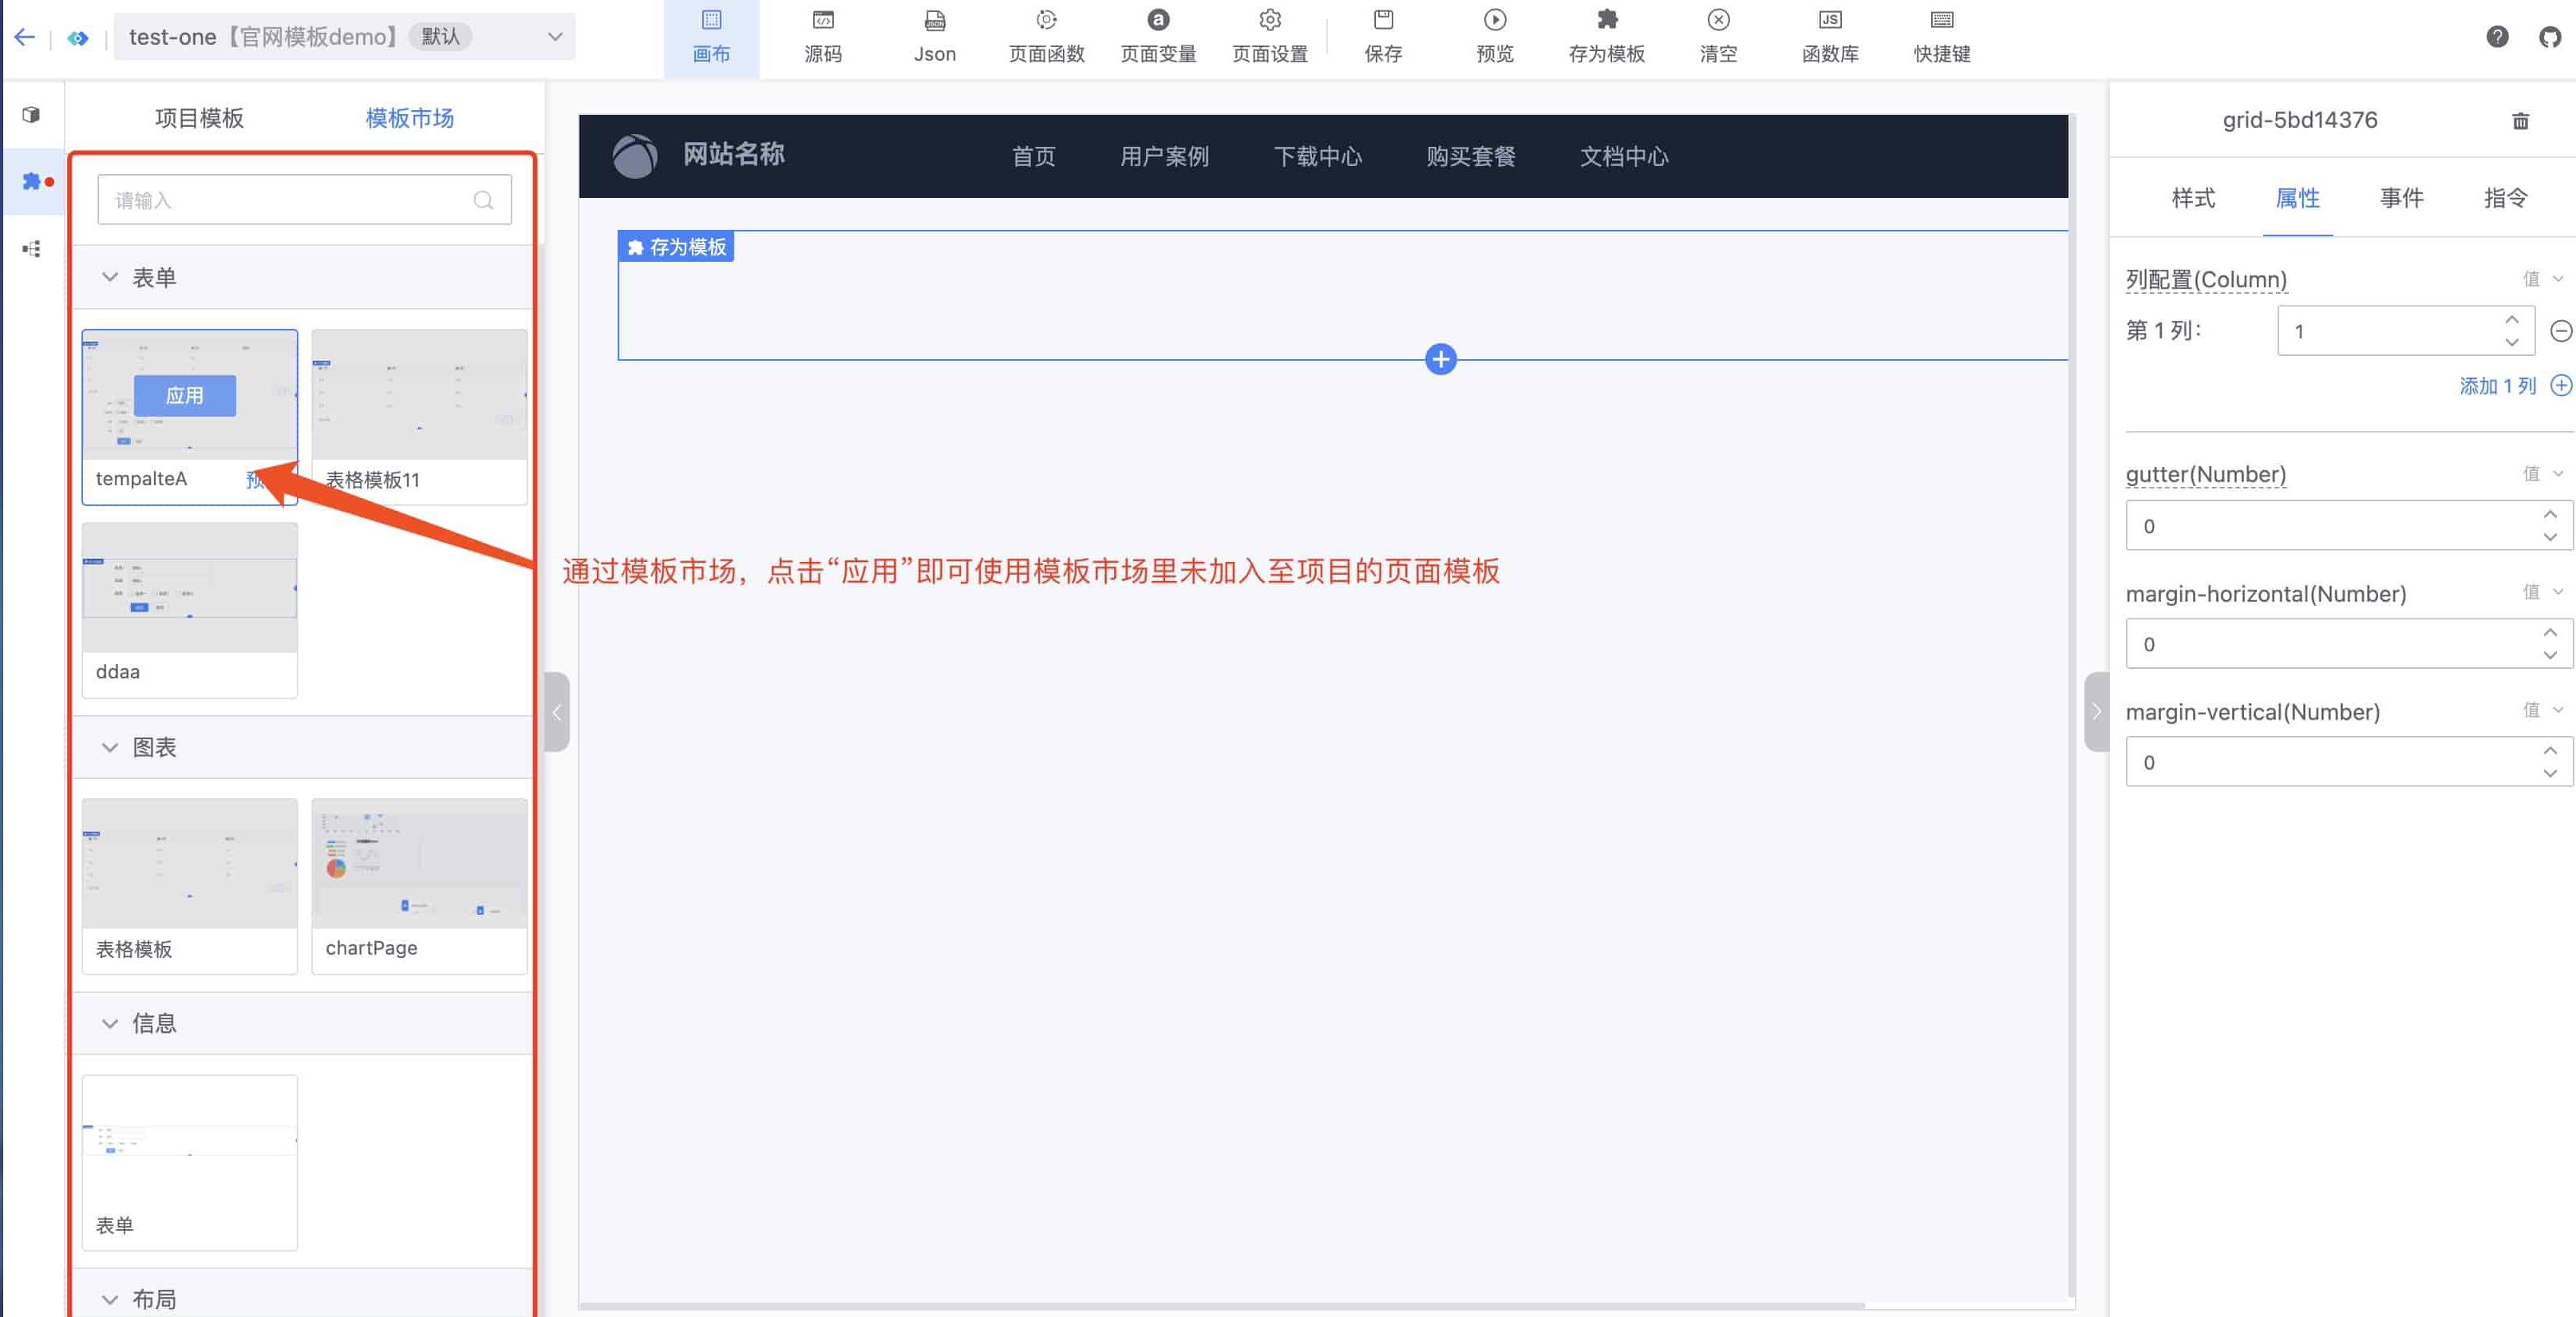 test-one【官网模板demo】 默认
画布
源码
Json
页面函数
页面变量
页面设置
保存
预览
存为模板
清空
函数库
快捷键
项目模板
模板市场
请输入
表单
应用
tempalteA
预
表格模板11
ddaa
图表
表格模板
chartPage
信息
表单
布局
网站名称
首页
用户案例
下载中心
购买套餐
文档中心
存为模板
通过模板市场，点击“应用”即可使用模板市场里未加入至项目的页面模板
grid-5bd14376
样式
属性
事件
指令
列配置(Column)
值
第 1 列：
1
添加 1 列
gutter(Number)
值
0
margin-horizontal(Number)
值
0
margin-vertical(Number)
值
0